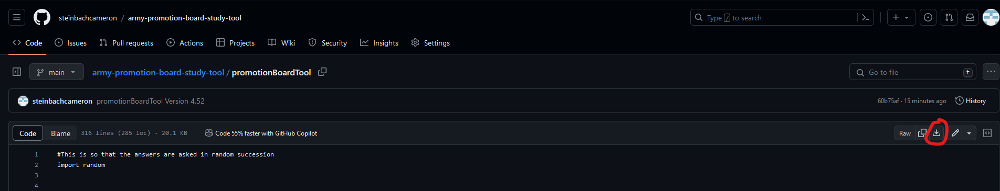 steinbachcameron / army-promotion-board-study-tool
Type / to search
Code Issues Pull requests Actions Projects Wiki Security Insights Settings
main
army-promotion-board-study-tool / promotionBoardTool
Go to file t
steinbachcameron promotionBoardTool Version 4.52
60b75af · 15 minutes ago History
Code Blame 316 lines (285 loc) · 20.1 KB Code 55% faster with GitHub Copilot
Raw
1 #This is so that the answers are asked in random succession
2 import random
3
4